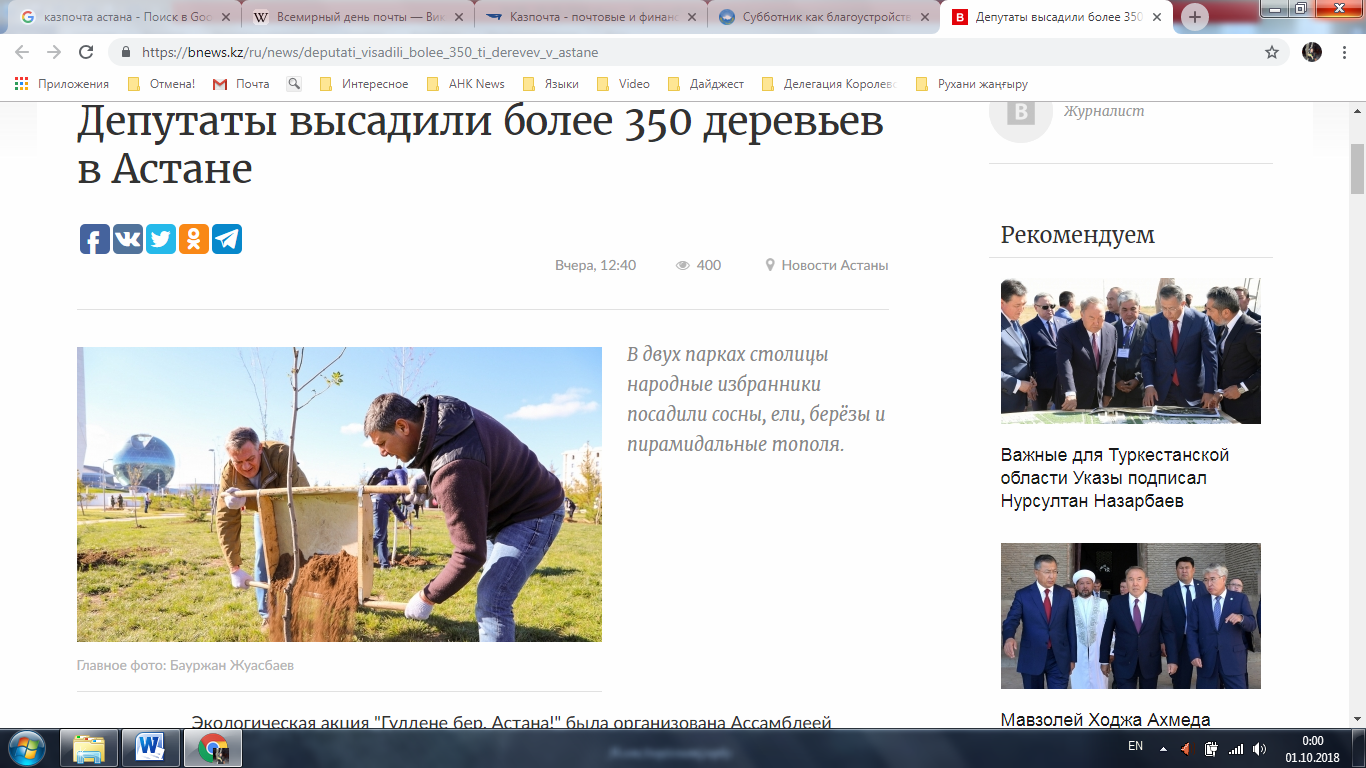 казпочта астана - Поиск в Goo
Всемирный день почты — Вик
Казпочта - почтовые и финан
Субботник как благоустройств
Депутаты высадили более 350
https://bnews.kz/ru/news/deputati_visadili_bolee_350_ti_derevev_v_astane
Приложения
Отмена!
Почта
Интересное
АНК News
Языки
Video
Дайджест
Делегация Королевс
Рухани жаңғыру
Депутаты высадили более 350 деревьев
в Астане
Вчера, 12:40
400
Новости Астаны
В двух парках столицы
народные избранники
посадили сосны, ели, берёзы и
пирамидальные тополя.
Главное фото: Бауржан Жуасбаев
Экологическая акция "Гүлдене бер, Астана!" была организована Ассамблеей
B
Журналист
Рекомендуем
Важные для Туркестанской
области Указы подписал
Нурсултан Назарбаев
Мавзолей Ходжа Ахмеда
EN
0:00
01.10.2018